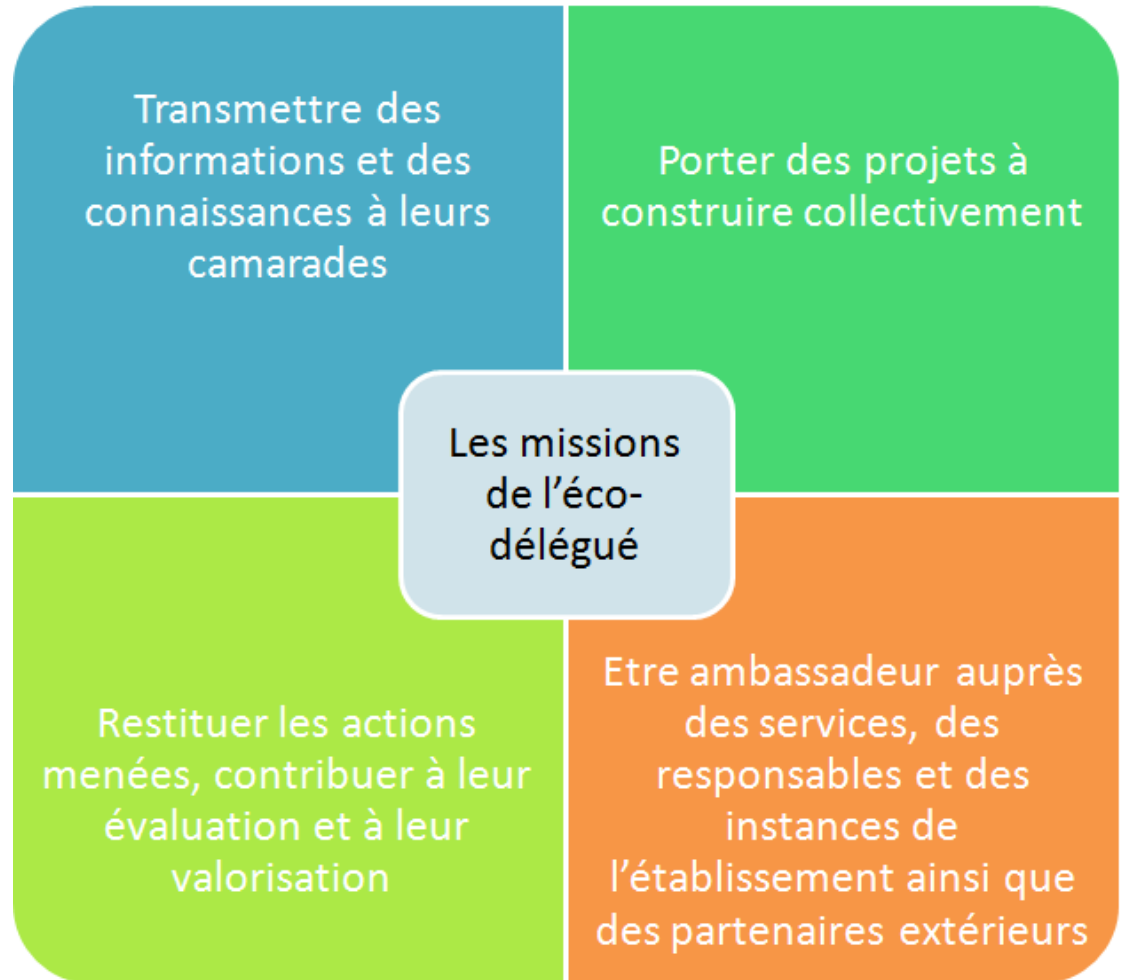 Transmettre des
informations et des
connaissances à leurs
camarades
Porter des projets à
construire collectivement
Les missions
de l’éco-
délégué
Restituer les actions
menées, contribuer à leur
évaluation et à leur
valorisation
Etre ambassadeur auprès
des services, des
responsables et des
instances de
l’établissement ainsi que
des partenaires extérieurs